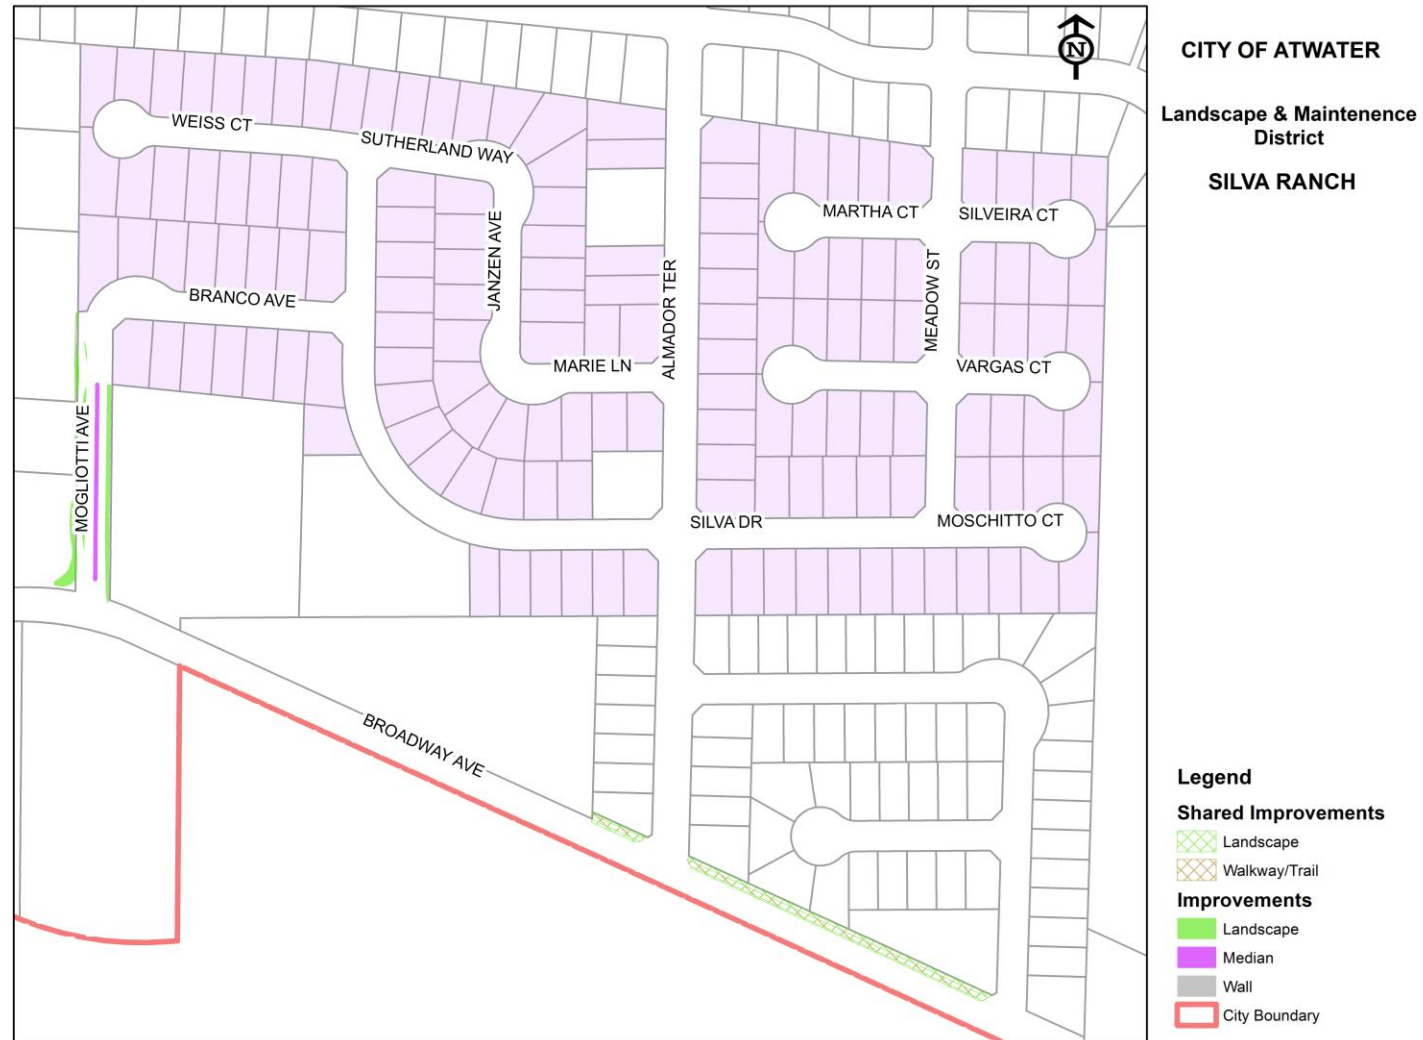 N
CITY OF ATWATER
Landscape & Maintenence
District
SILVA RANCH
WEISS CT
SUTHERLAND WAY
JANZEN AVE
MARTHA CT
SILVEIRA CT
BRANCO AVE
ALMADOR TER
MEADOW ST
MARIE LN
VARGAS CT
MOGLIOTTI AVE
SILVA DR
MOSCHITTO CT
BROADWAY AVE
Legend
Shared Improvements
Landscape
Walkway/Trail
Improvements
Landscape
Median
Wall
City Boundary